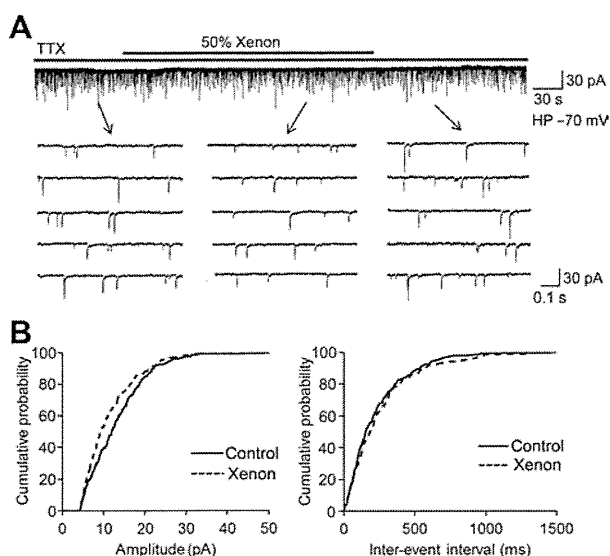 A
TTX
50% Xenon
30 pA
30 s
HP -70 mV
30 pA
0.1 s
B
Cumulative probability
100
80
60
40
20
0
Control
Xenon
0 10 20 30 40 50
Amplitude (pA)
Cumulative probability
100
80
60
40
20
0
Control
Xenon
0 500 1000 1500
Inter-event interval (ms)